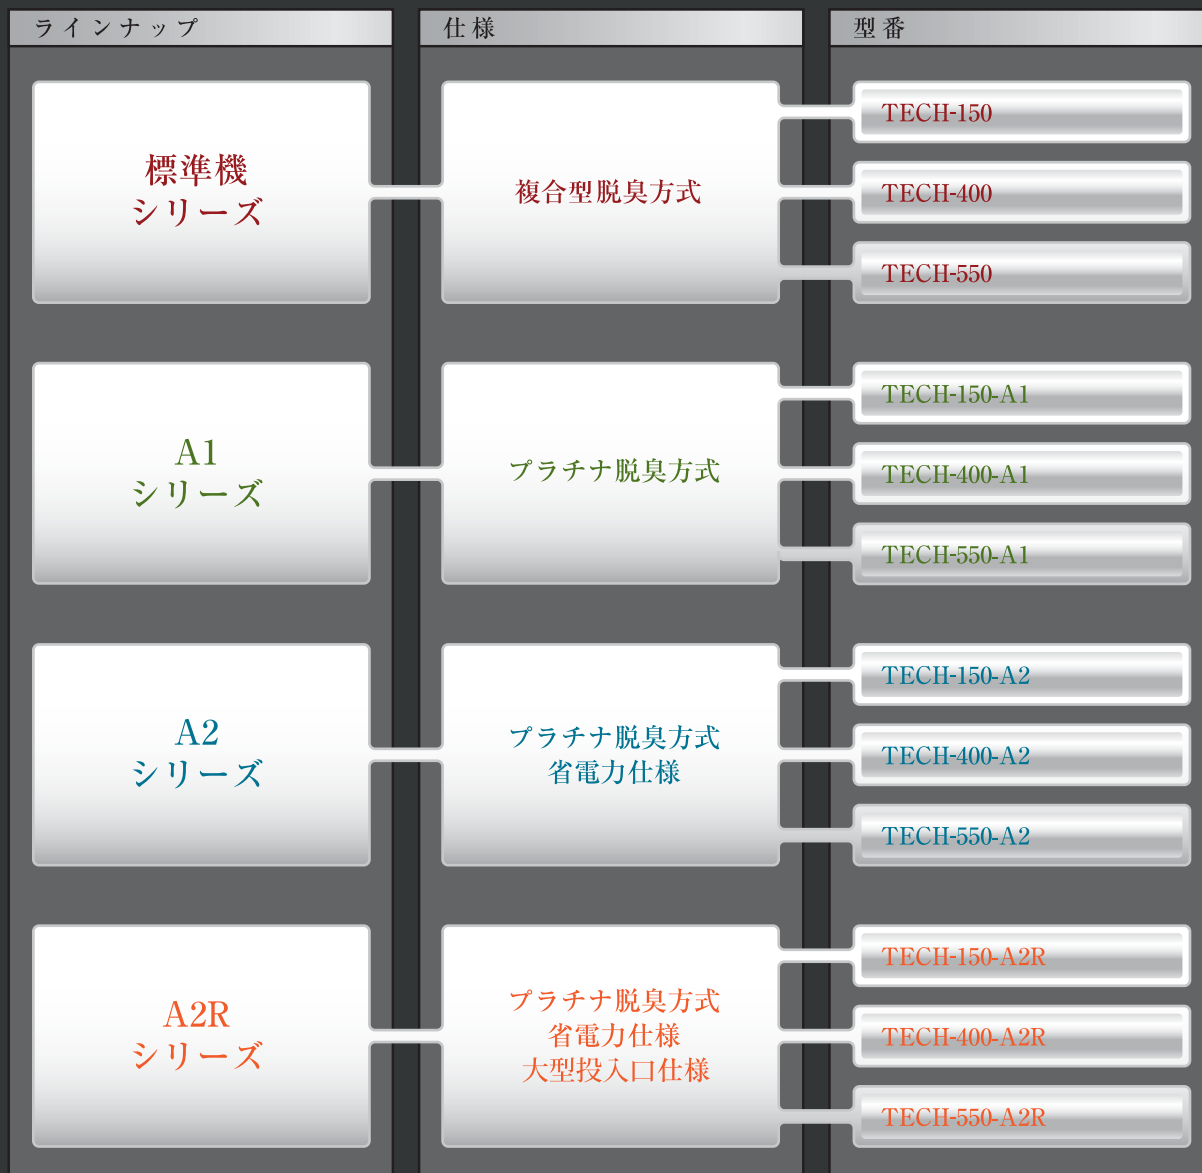 ラインナップ
仕様
型番
標準機
シリーズ
複合型脱臭方式
TECH-150
TECH-400
TECH-550
A1
シリーズ
プラチナ脱臭方式
TECH-150-A1
TECH-400-A1
TECH-550-A1
A2
シリーズ
プラチナ脱臭方式
省電力仕様
TECH-150-A2
TECH-400-A2
TECH-550-A2
A2R
シリーズ
プラチナ脱臭方式
省電力仕様
大型投入口仕様
TECH-150-A2R
TECH-400-A2R
TECH-550-A2R